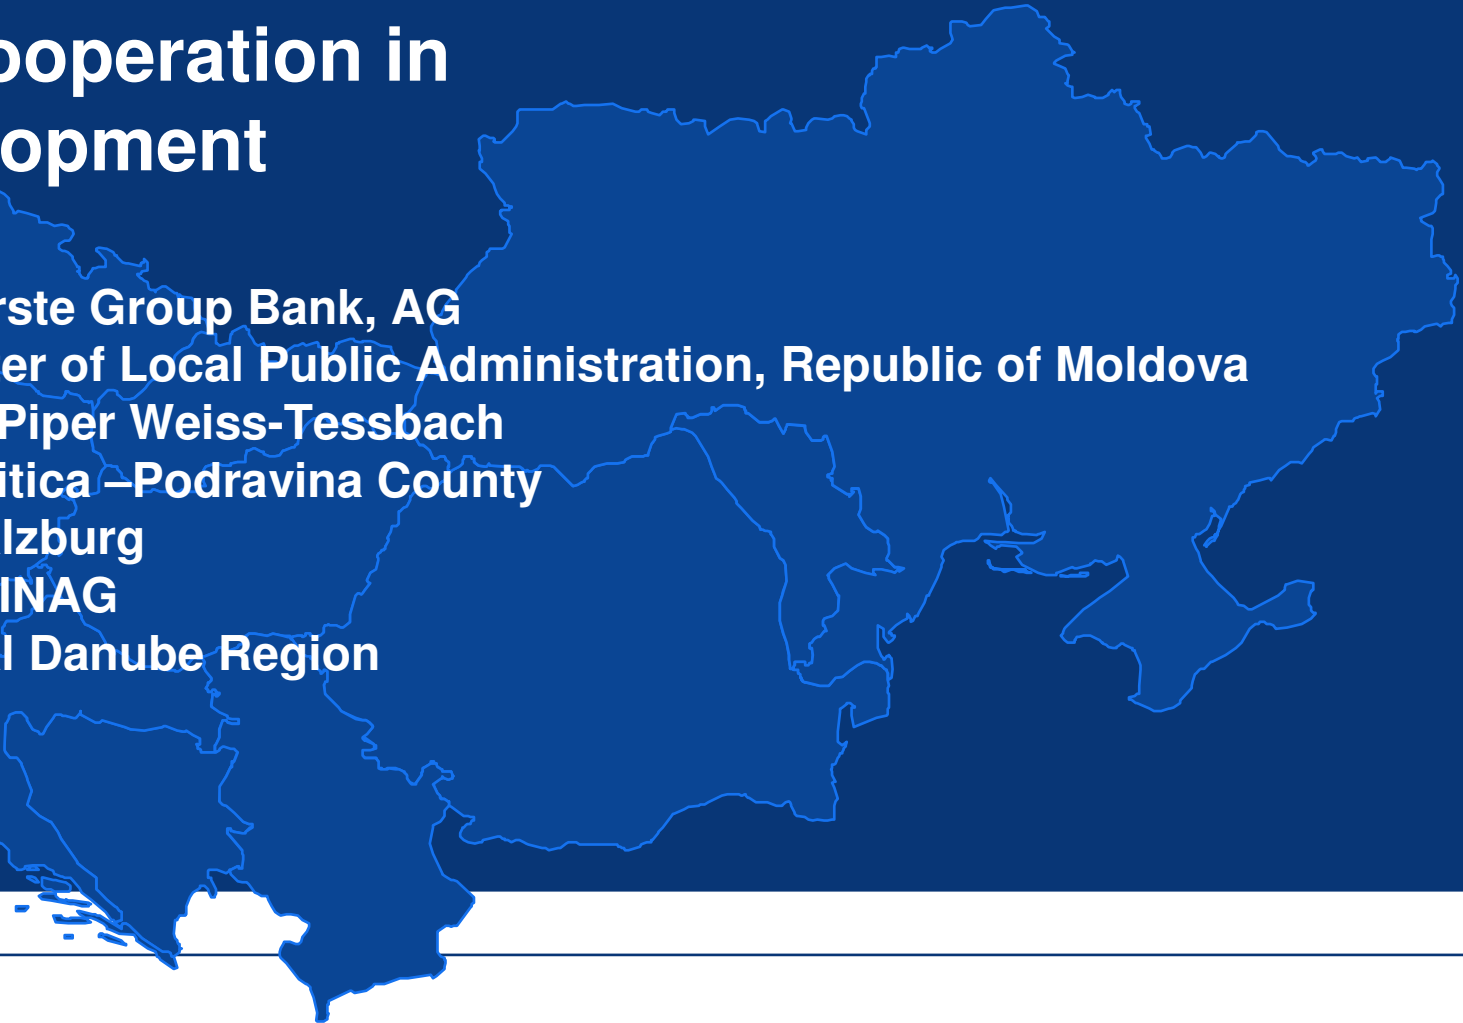 ooperation in
opment
rste Group Bank, AG
er of Local Public Administration, Republic of Moldova
Piper Weiss-Tessbach
itica –Podravina County
lzburg
INAG
l Danube Region